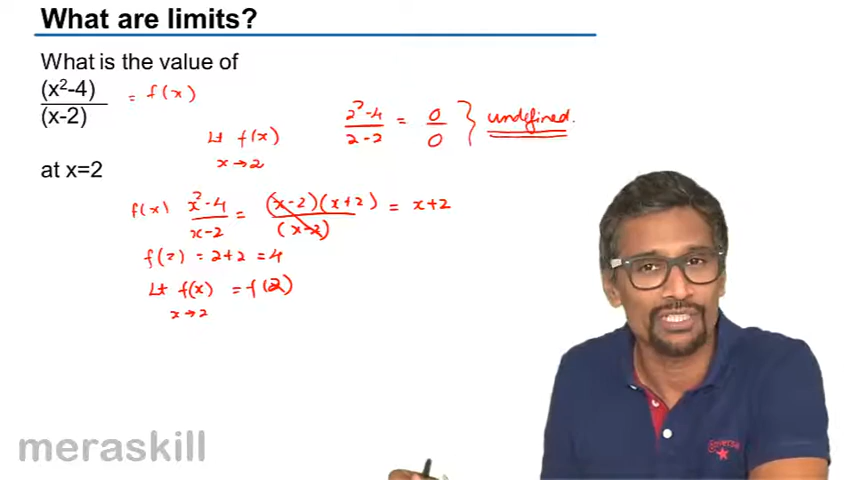 What are limits?
What is the value of
(x²-4)
(x-2)
= f(x)
Lt f(x)
x→2
2²-4 = 0
2-2 0
undefined.
at x=2
f(x) x²-4 = (x-2)(x+2) = x+2
x-2 (x-2)
f(2) = 2+2 = 4
Lt f(x) = f(2)
x→2
Converse
meraskill